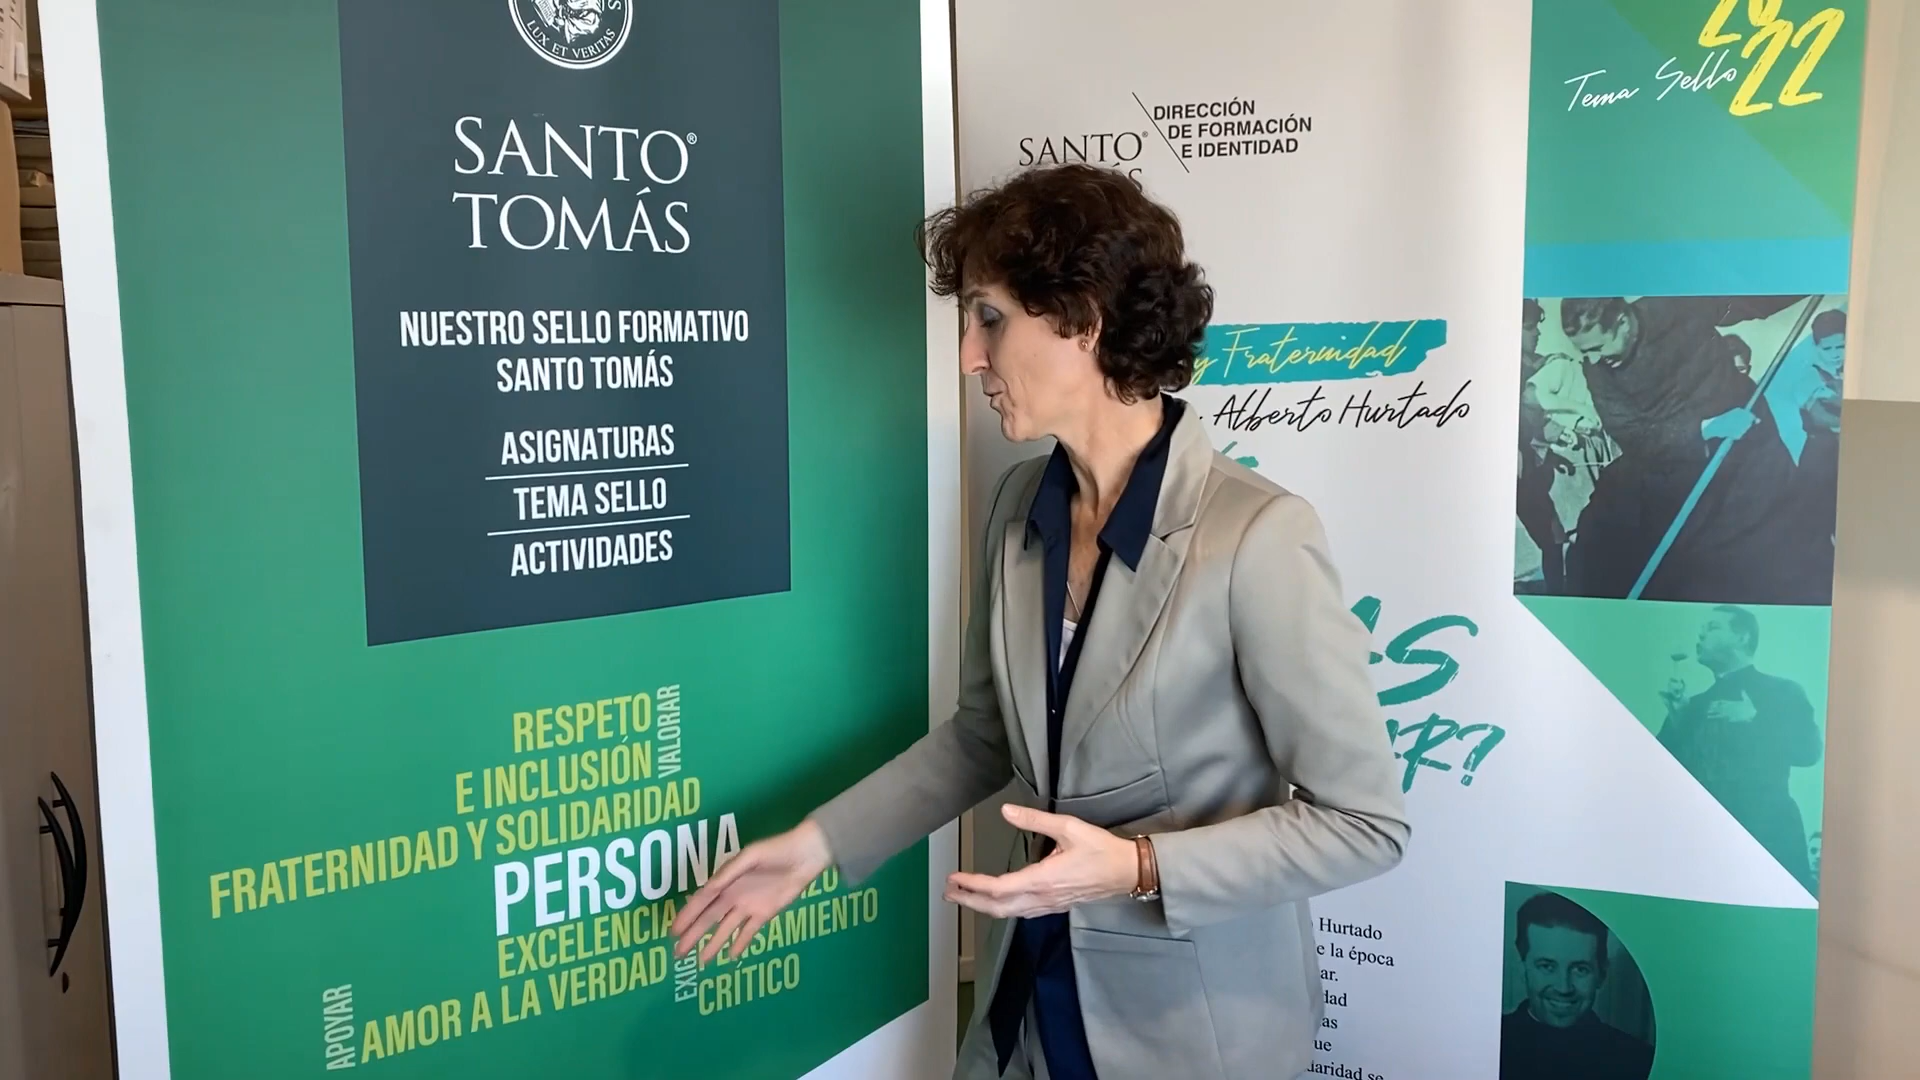 LUX ET VERITAS
SANTO®
TOMÁS
NUESTRO SELLO FORMATIVO
SANTO TOMÁS
ASIGNATURAS
TEMA SELLO
ACTIVIDADES
RESPETO
VALORAR
E INCLUSIÓN
FRATERNIDAD Y SOLIDARIDAD
PERSONA
EXCELENCIA
AMOR A LA VERDAD
PENSAMIENTO
CRÍTICO
APOYAR
SANTO®
DIRECCIÓN
DE FORMACIÓN
E IDENTIDAD
y Fraternidad
Alberto Hurtado
Hurtado
e la época
Tema Sello
2022